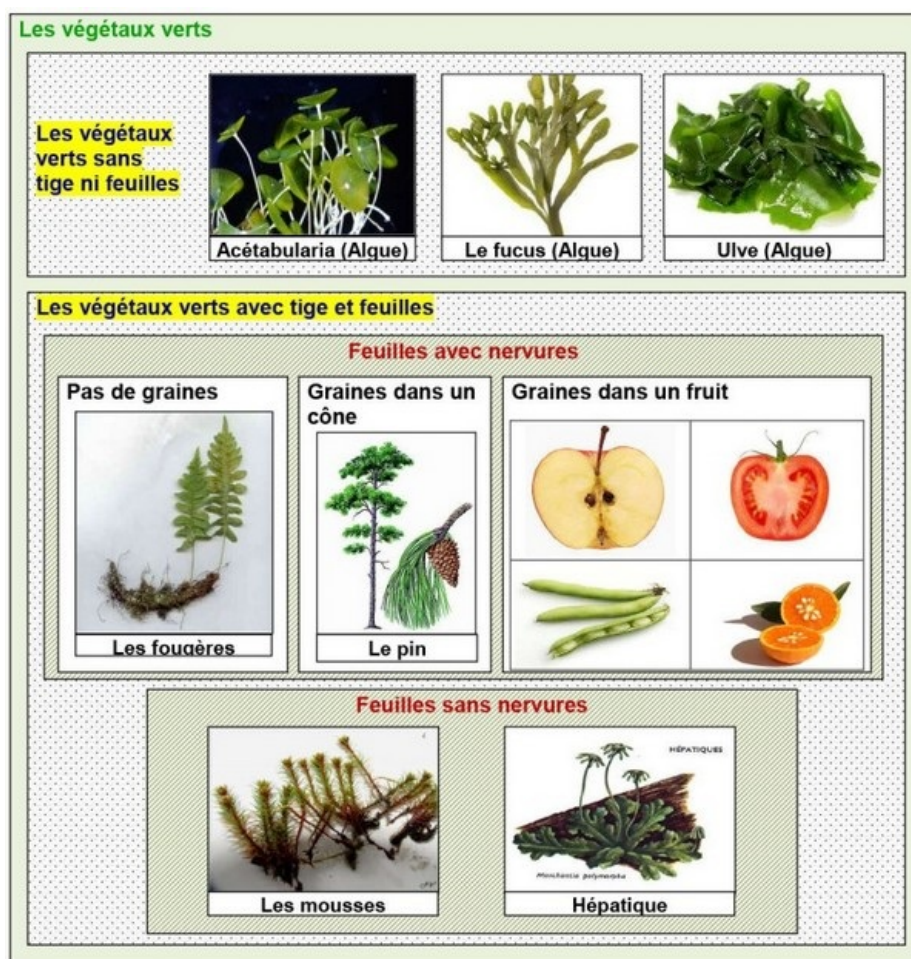 Les végétaux verts
Les végétaux
verts sans
tige ni feuilles
Acétabularia (Algue)
Le fucus (Algue)
Ulve (Algue)
Les végétaux verts avec tige et feuilles
Feuilles avec nervures
Pas de graines
Les fougères
Graines dans un
cône
Le pin
Graines dans un fruit
Feuilles sans nervures
Les mousses
HÉPATIQUES
Marchantia polymorpha
Hépatique